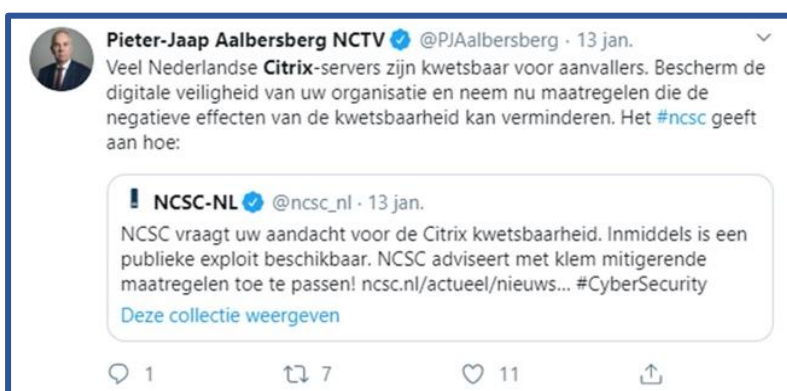 Pieter-Jaap Aalbersberg NCTV @PJAalbersberg · 13 jan.
Veel Nederlandse Citrix-servers zijn kwetsbaar voor aanvallers. Bescherm de
digitale veiligheid van uw organisatie en neem nu maatregelen die de
negatieve effecten van de kwetsbaarheid kan verminderen. Het #ncsc geeft
aan hoe:
NCSC-NL @ncsc_nl · 13 jan.
NCSC vraagt uw aandacht voor de Citrix kwetsbaarheid. Inmiddels is een
publieke exploit beschikbaar. NCSC adviseert met klem mitigerende
maatregelen toe te passen! ncsc.nl/actueel/nieuws... #CyberSecurity
Deze collectie weergeven
1 7 11